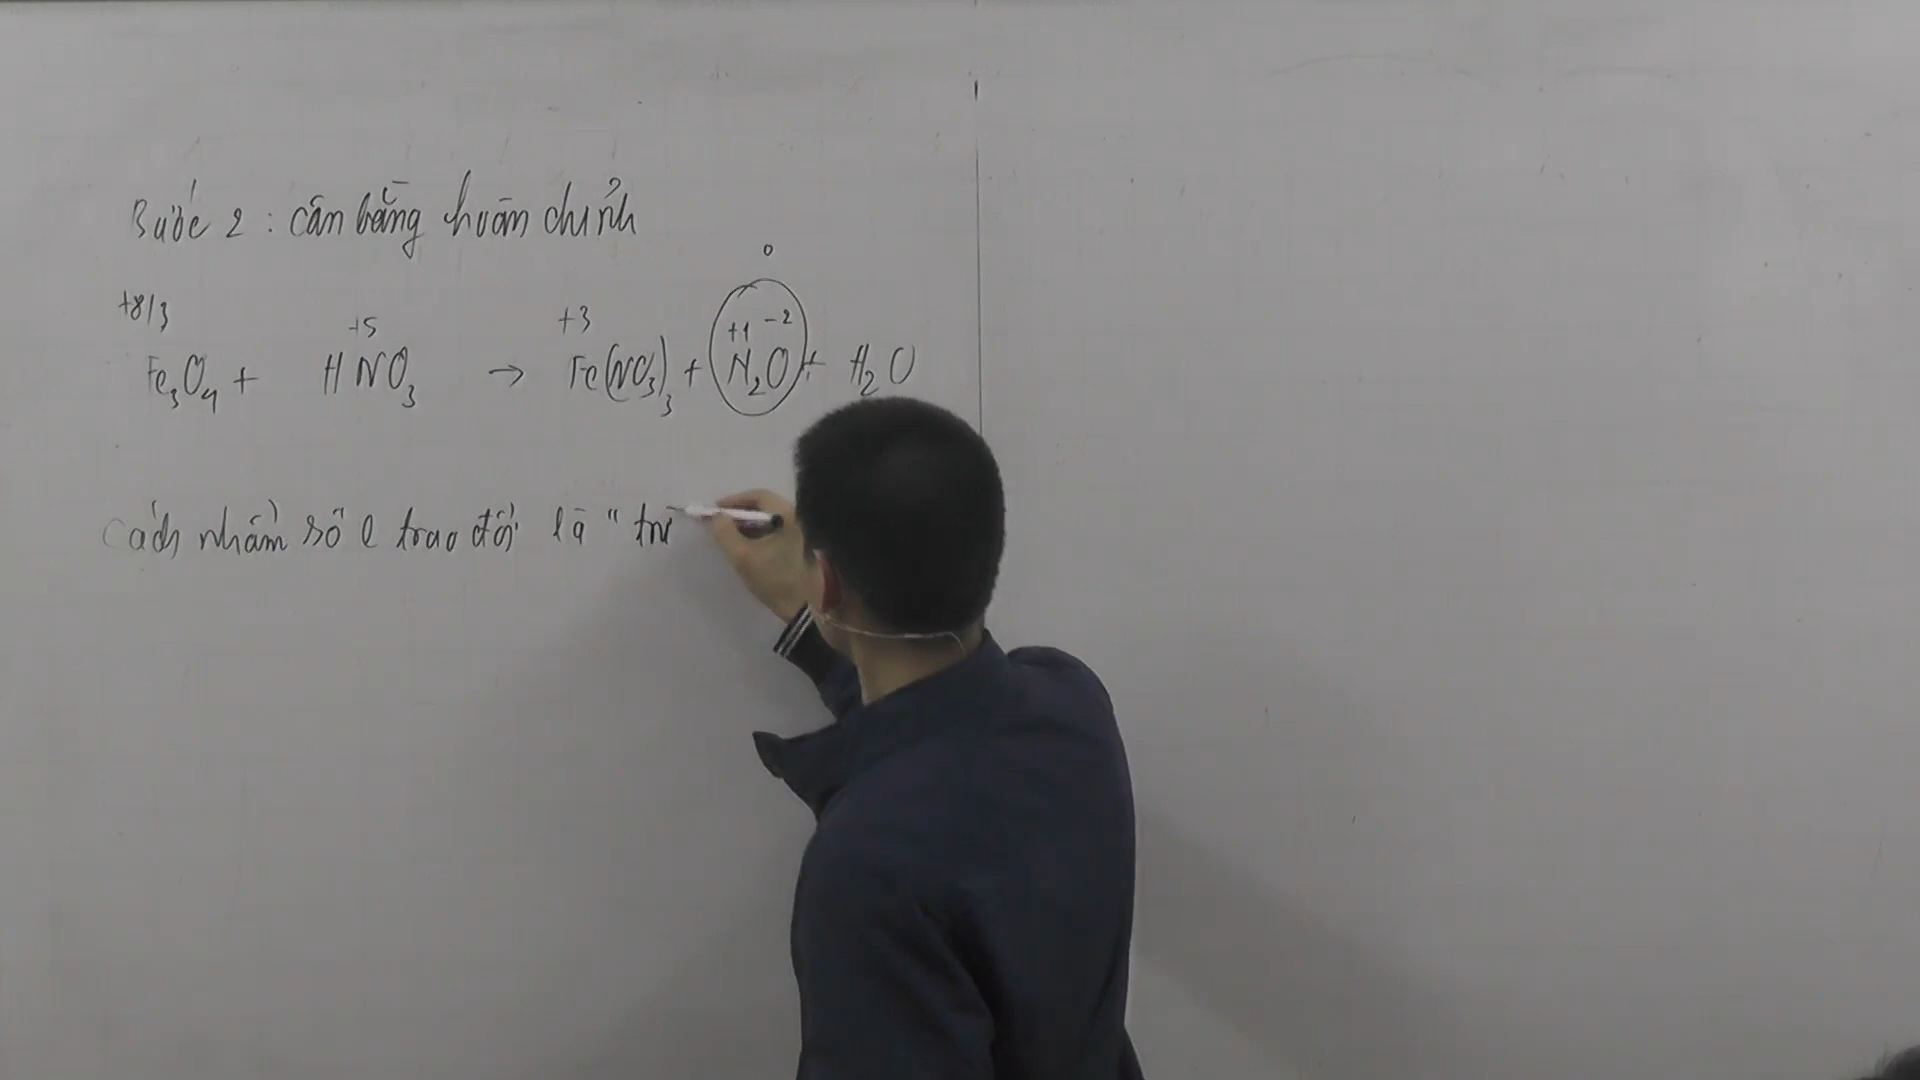 Bước 2 : cân bằng hoàn chỉnh
0
+8/3 +5 +3 +1 -2
Fe₃O₄ + HNO₃ → Fe(NO₃)₃ + N₂O + H₂O
Cách nhẩm số e trao đổi là " trừ